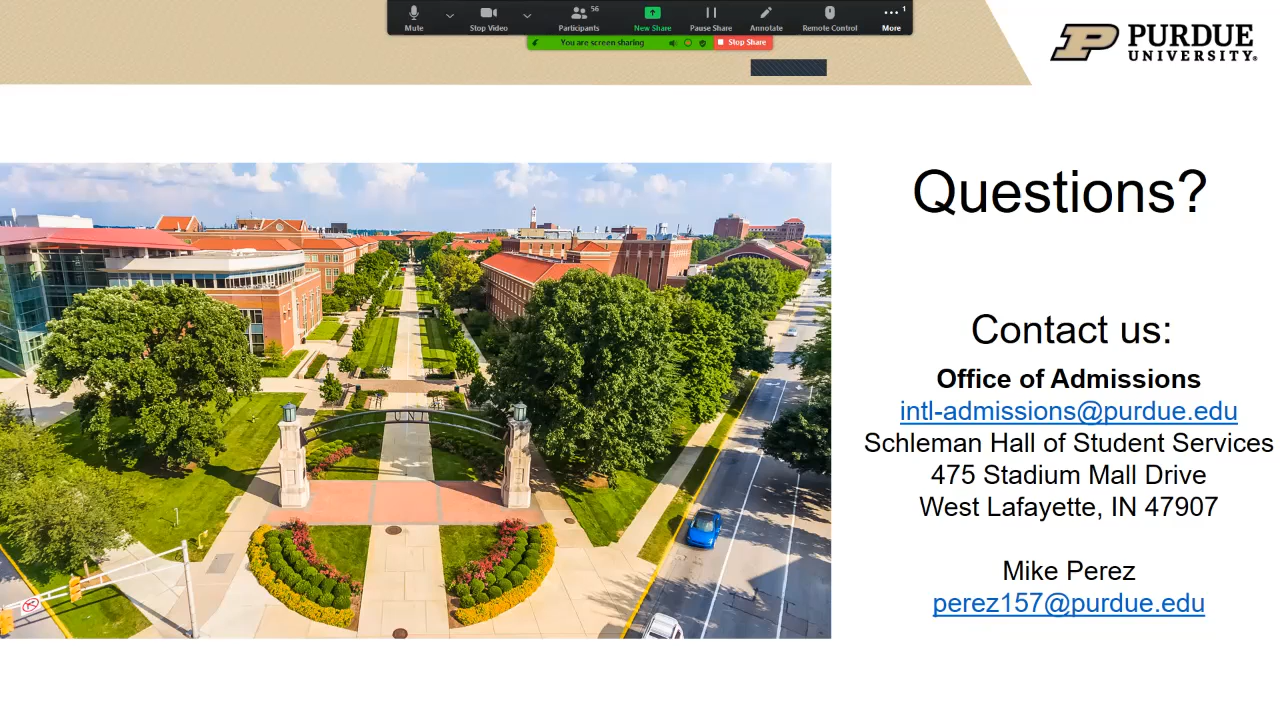 56
1
Mute
Stop Video
Participants
New Share
Pause Share
Annotate
Remote Control
More
You are screen sharing
Stop Share
PURDUE
UNIVERSITY®
Questions?
Contact us:
Office of Admissions
intl-admissions@purdue.edu
Schleman Hall of Student Services
475 Stadium Mall Drive
West Lafayette, IN 47907
Mike Perez
perez157@purdue.edu